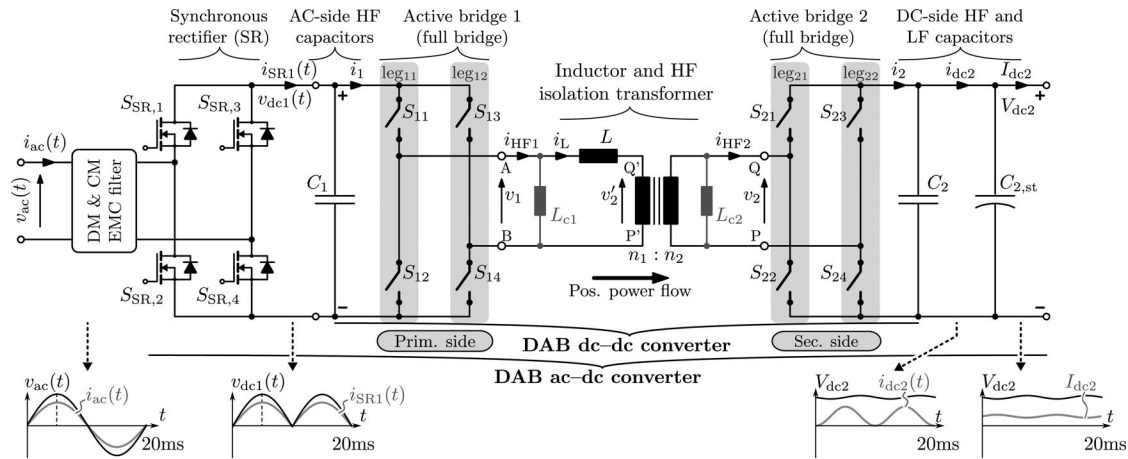 Synchronous
rectifier (SR)
AC-side HF
capacitors
Active bridge 1
(full bridge)
Inductor and HF
isolation transformer
Active bridge 2
(full bridge)
DC-side HF and
LF capacitors
i_SR1(t)
v_dc1(t)
i_1
leg_11
leg_12
leg_21
leg_22
i_2
i_dc2
I_dc2
V_dc2
+
+
S_SR,1
S_SR,3
S_11
S_13
S_21
S_23
i_ac(t)
v_ac(t)
DM & CM
EMC filter
C_1
i_HF1
i_L
L
i_HF2
A
Q'
Q
v_1
L_c1
v'_2
L_c2
v_2
C_2
C_2,st
B
P'
P
n_1 : n_2
S_SR,2
S_SR,4
S_12
S_14
S_22
S_24
Pos. power flow
−
−
Prim. side
DAB dc–dc converter
Sec. side
DAB ac–dc converter
v_ac(t)
i_ac(t)
t
20ms
v_dc1(t)
i_SR1(t)
t
20ms
V_dc2
i_dc2(t)
t
20ms
V_dc2
I_dc2
t
20ms